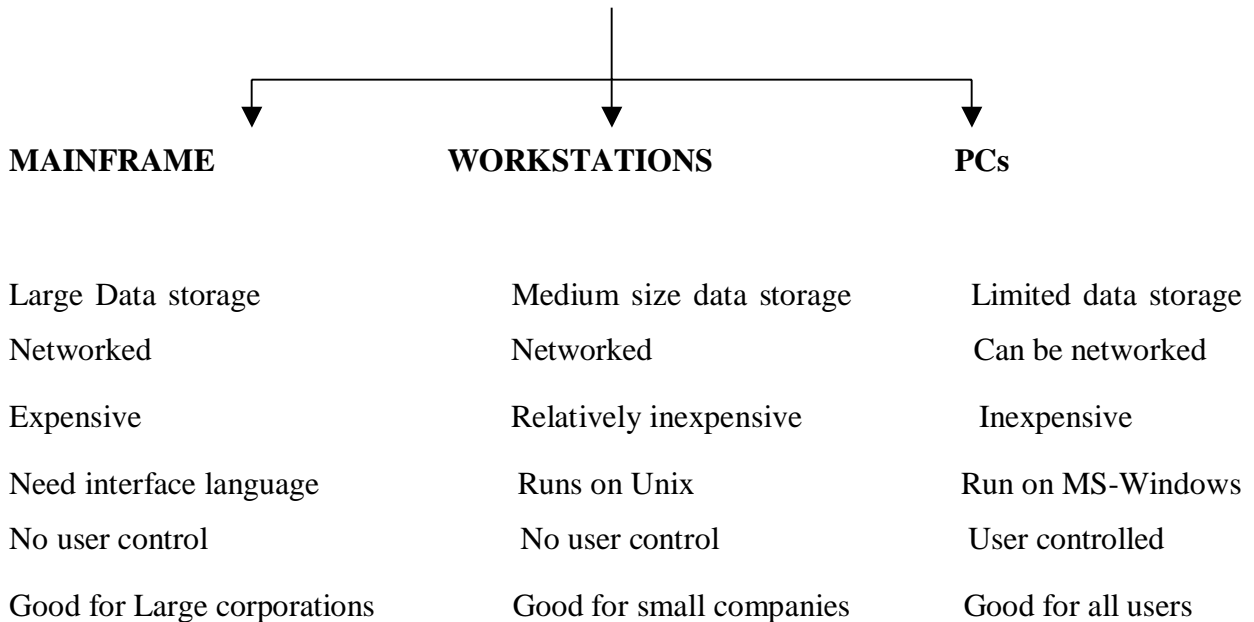 MAINFRAME WORKSTATIONS PCs
Large Data storage Medium size data storage Limited data storage
Networked Networked Can be networked
Expensive Relatively inexpensive Inexpensive
Need interface language Runs on Unix Run on MS-Windows
No user control No user control User controlled
Good for Large corporations Good for small companies Good for all users